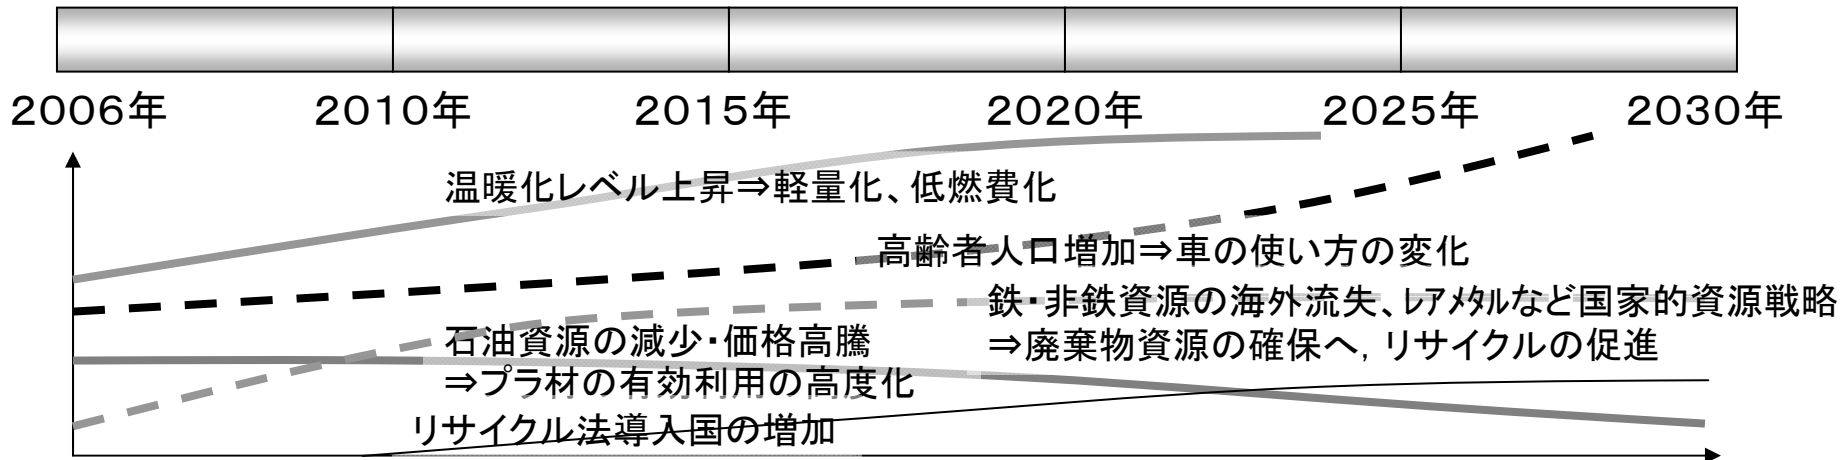 ２００６年 ２０１０年 ２０１５年 ２０２０年 ２０２５年 ２０３０年
温暖化レベル上昇⇒軽量化、低燃費化
高齢者人口増加⇒車の使い方の変化
鉄・非鉄資源の海外流失、ﾚｱﾒﾀﾙなど国家的資源戦略
⇒廃棄物資源の確保へ，リサイクルの促進
石油資源の減少・価格高騰
⇒プラ材の有効利用の高度化
リサイクル法導入国の増加